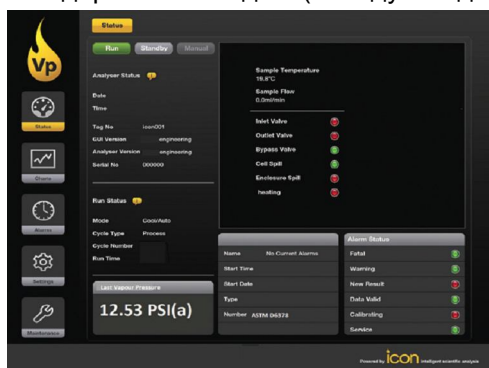 Vp
Status
Charts
Alarms
Settings
Maintenance
Status
Run Standby Manual
Analyser Status
Date
Time
Tag No icon001
GUI Version engineering
Analyser Version engineering
Serial No 000000
Run Status
Mode Cool/Auto
Cycle Type Process
Cycle Number
Run Time
Last Vapour Pressure
12.53 PSI(a)
Sample Temperature
19.8°C
Sample Flow
0.0ml/min
Inlet Valve
Outlet Valve
Bypass Valve
Cell Spill
Enclosure Spill
heating
Name No Current Alarms
Start Time
Start Date
Type
Number ASTM D6378
Alarm Status
Fatal
Warning
New Result
Data Valid
Calibrating
Service
Powered by icon intelligent scientific analysis